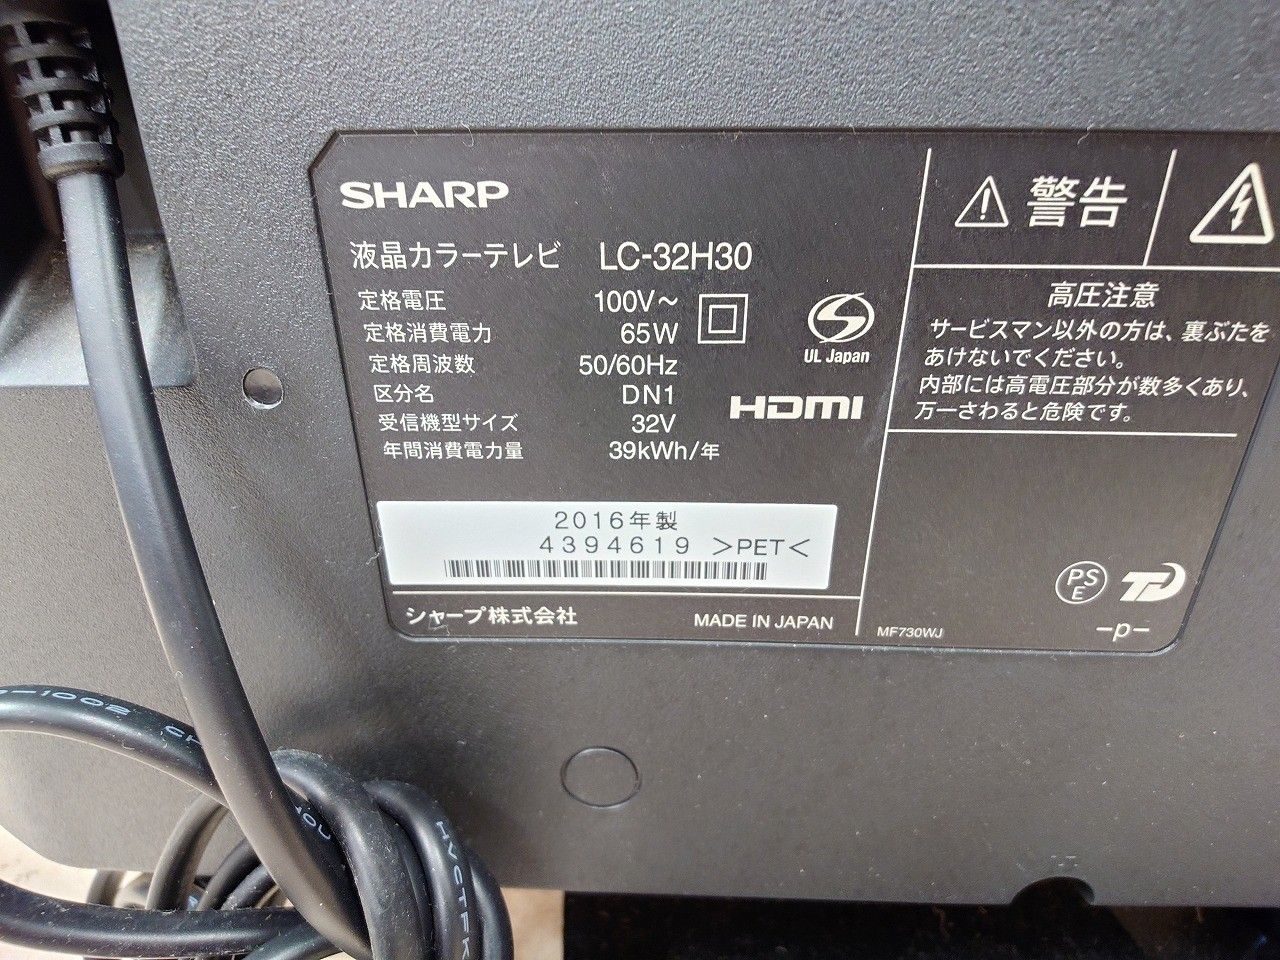 SHARP
液晶カラーテレビ LC-32H30
定格電圧 100V～
定格消費電力 65W
定格周波数 50/60Hz
区分名 DN1
受信機型サイズ 32V
年間消費電力量 39kWh/年
UL Japan
HDMI
2016年製
4394619 >PET<
シャープ株式会社 MADE IN JAPAN
警告
高圧注意
サービスマン以外の方は、裏ぶたを
あけないでください。
内部には高電圧部分が数多くあり、
万一さわると危険です。
PS
E
-p-
MF730WJ
-1002
HVCTFK